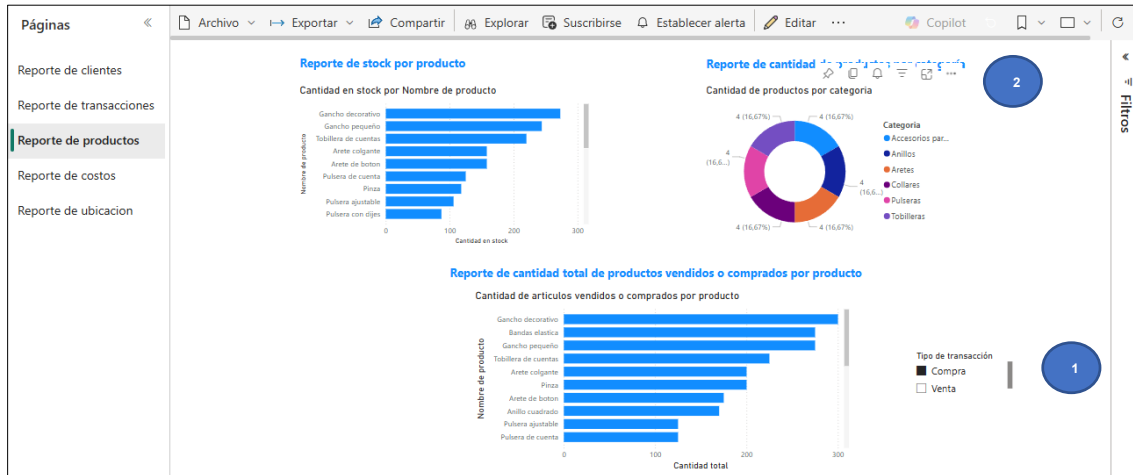 Páginas
Archivo
Exportar
Compartir
Explorar
Suscribirse
Establecer alerta
Editar
Copilot
Reporte de clientes
Reporte de transacciones
Reporte de productos
Reporte de costos
Reporte de ubicacion
Filtros
Reporte de stock por producto
Cantidad en stock por Nombre de producto
Nombre de producto
Gancho decorativo
Gancho pequeño
Tobillera de cuentas
Arete colgante
Arete de boton
Pulsera de cuenta
Pinza
Pulsera ajustable
Pulsera con dijes
0 100 200 300
Cantidad en stock
Reporte de cantidad de productos por categoría
2
Cantidad de productos por categoria
4 (16,67%)
4 (16,67%)
4
(16,6...)
4
(16,6...)
4 (16,67%)
4 (16,67%)
Categoria
Accesorios par...
Anillos
Aretes
Collares
Pulseras
Tobilleras
Reporte de cantidad total de productos vendidos o comprados por producto
Cantidad de articulos vendidos o comprados por producto
Nombre de producto
Gancho decorativo
Bandas elastica
Gancho pequeño
Tobillera de cuentas
Arete colgante
Pinza
Arete de boton
Anillo cuadrado
Pulsera ajustable
Pulsera de cuenta
0 100 200 300
Cantidad total
Tipo de transacción
Compra
Venta
1